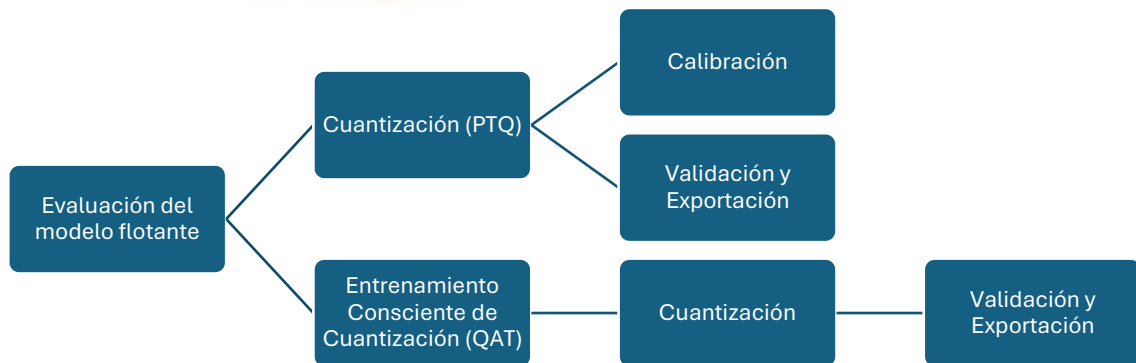 Evaluación del
modelo flotante
Cuantización (PTQ)
Calibración
Validación y
Exportación
Entrenamiento
Consciente de
Cuantización (QAT)
Cuantización
Validación y
Exportación